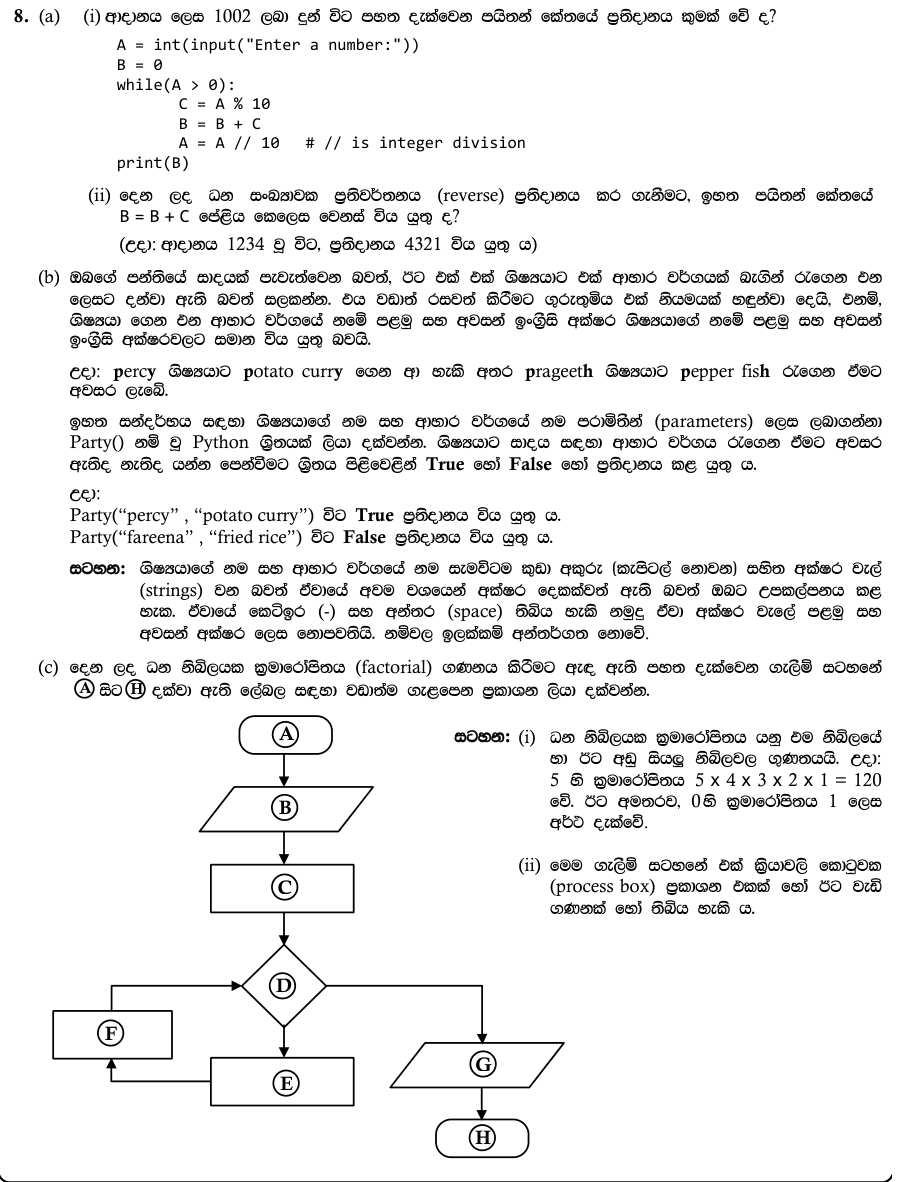 8. (a) (i) ආදානය ලෙස 1002 ලබා දුන් විට පහත දැක්වෙන පයිතන් කේතයේ ප්‍රතිදානය කුමක් වේ ද?
A = int(input("Enter a number:"))
B = 0
while(A > 0):
C = A % 10
B = B + C
A = A // 10 # // is integer division
print(B)
(ii) දෙන ලද ධන සංඛ්‍යාවක ප්‍රතිවර්තනය (reverse) ප්‍රතිදානය කර ගැනීමට, ඉහත පයිතන් කේතයේ
B = B + C පේළිය කෙලෙස වෙනස් විය යුතු ද?
(උදා: ආදානය 1234 වූ විට, ප්‍රතිදානය 4321 විය යුතු ය)
(b) ඔබගේ පන්තියේ සාදයක් පැවැත්වෙන බවත්, ඊට එක් එක් ශිෂ්‍යයාට එක් ආහාර වර්ගයක් බැගින් රැගෙන එන
ලෙසට දන්වා ඇති බවත් සලකන්න. එය වඩාත් රසවත් කිරීමට ගුරුතුමිය එක් නියමයක් හඳුන්වා දෙයි, එනම්,
ශිෂ්‍යයා ගෙන එන ආහාර වර්ගයේ නමේ පළමු සහ අවසන් ඉංග්‍රීසි අක්ෂර ශිෂ්‍යයාගේ නමේ පළමු සහ අවසන්
ඉංග්‍රීසි අක්ෂරවලට සමාන විය යුතු බවයි.
උදා: percy ශිෂ්‍යයාට potato curry ගෙන ආ හැකි අතර prageeth ශිෂ්‍යයාට pepper fish රැගෙන ඒමට
අවසර ලැබේ.
ඉහත සන්දර්භය සඳහා ශිෂ්‍යයාගේ නම සහ ආහාර වර්ගයේ නම පරාමිතින් (parameters) ලෙස ලබාගන්නා
Party() නම් වූ Python ශ්‍රිතයක් ලියා දක්වන්න. ශිෂ්‍යයාට සාදය සඳහා ආහාර වර්ගය රැගෙන ඒමට අවසර
ඇතිද නැතිද යන්න පෙන්වීමට ශ්‍රිතය පිළිවෙළින් True හෝ False හෝ ප්‍රතිදානය කළ යුතු ය.
උදා:
Party(“percy” , “potato curry”) විට True ප්‍රතිදානය විය යුතු ය.
Party(“fareena” , “fried rice”) විට False ප්‍රතිදානය විය යුතු ය.
සටහන: ශිෂ්‍යයාගේ නම සහ ආහාර වර්ගයේ නම සැමවිටම කුඩා අකුරු (කැපිටල් නොවන) සහිත අක්ෂර වැල්
(strings) වන බවත් ඒවායේ අවම වශයෙන් අක්ෂර දෙකක්වත් ඇති බවත් ඔබට උපකල්පනය කළ
හැක. ඒවායේ කෙටිඉර (-) සහ අන්තර (space) තිබිය හැකි නමුදු ඒවා අක්ෂර වැලේ පළමු සහ
අවසන් අක්ෂර ලෙස නොපවතියි. නම්වල ඉලක්කම් අන්තර්ගත නොවේ.
(c) දෙන ලද ධන නිඛිලයක ක්‍රමාරෝපිතය (factorial) ගණනය කිරීමට ඇඳ ඇති පහත දැක්වෙන ගැලීම් සටහනේ
A සිට H දක්වා ඇති ලේබල සඳහා වඩාත්ම ගැළපෙන ප්‍රකාශන ලියා දක්වන්න.
සටහන: (i) ධන නිඛිලයක ක්‍රමාරෝපිතය යනු එම නිඛිලයේ
හා ඊට අඩු සියලු නිඛිලවල ගුණිතයයි. උදා:
5 හි ක්‍රමාරෝපිතය 5 x 4 x 3 x 2 x 1 = 120
වේ. ඊට අමතරව, 0හි ක්‍රමාරෝපිතය 1 ලෙස
අර්ථ දැක්වේ.
(ii) මෙම ගැලීම් සටහනේ එක් ක්‍රියාවලි කොටුවක
(process box) ප්‍රකාශන එකක් හෝ ඊට වැඩි
ගණනක් හෝ තිබිය හැකි ය.
A
B
C
D
F
E
G
H